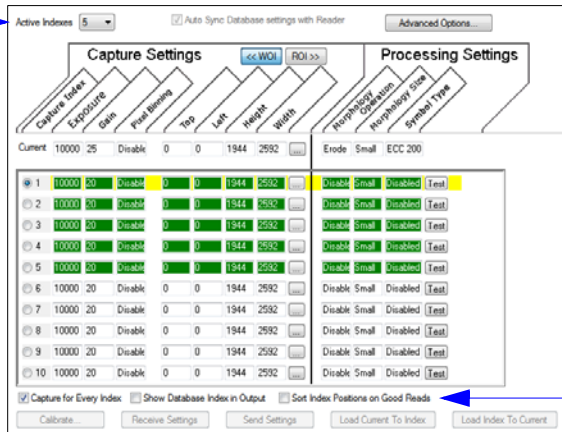 Active Indexes 5 Auto Sync Database settings with Reader Advanced Options...
Capture Settings << WOI ROI >> Processing Settings
Capture Index Exposure Gain Pixel Binning Top Left Height Width Morphology Operation Morphology Size Symbol Type
Current 10000 25 Disable 0 0 1944 2592 ... Erode Small ECC 200
1 10000 20 Disable 0 0 1944 2592 ... Disable Small Disabled Test
2 10000 20 Disable 0 0 1944 2592 ... Disable Small Disabled Test
3 10000 20 Disable 0 0 1944 2592 ... Disable Small Disabled Test
4 10000 20 Disable 0 0 1944 2592 ... Disable Small Disabled Test
5 10000 20 Disable 0 0 1944 2592 ... Disable Small Disabled Test
6 10000 20 Disable 0 0 1944 2592 ... Disable Small Disabled Test
7 10000 20 Disable 0 0 1944 2592 ... Disable Small Disabled Test
8 10000 20 Disable 0 0 1944 2592 ... Disable Small Disabled Test
9 10000 20 Disable 0 0 1944 2592 ... Disable Small Disabled Test
10 10000 20 Disable 0 0 1944 2592 ... Disable Small Disabled Test
Capture for Every Index Show Database Index in Output Sort Index Positions on Good Reads
Calibrate... Receive Settings Send Settings Load Current To Index Load Index To Current